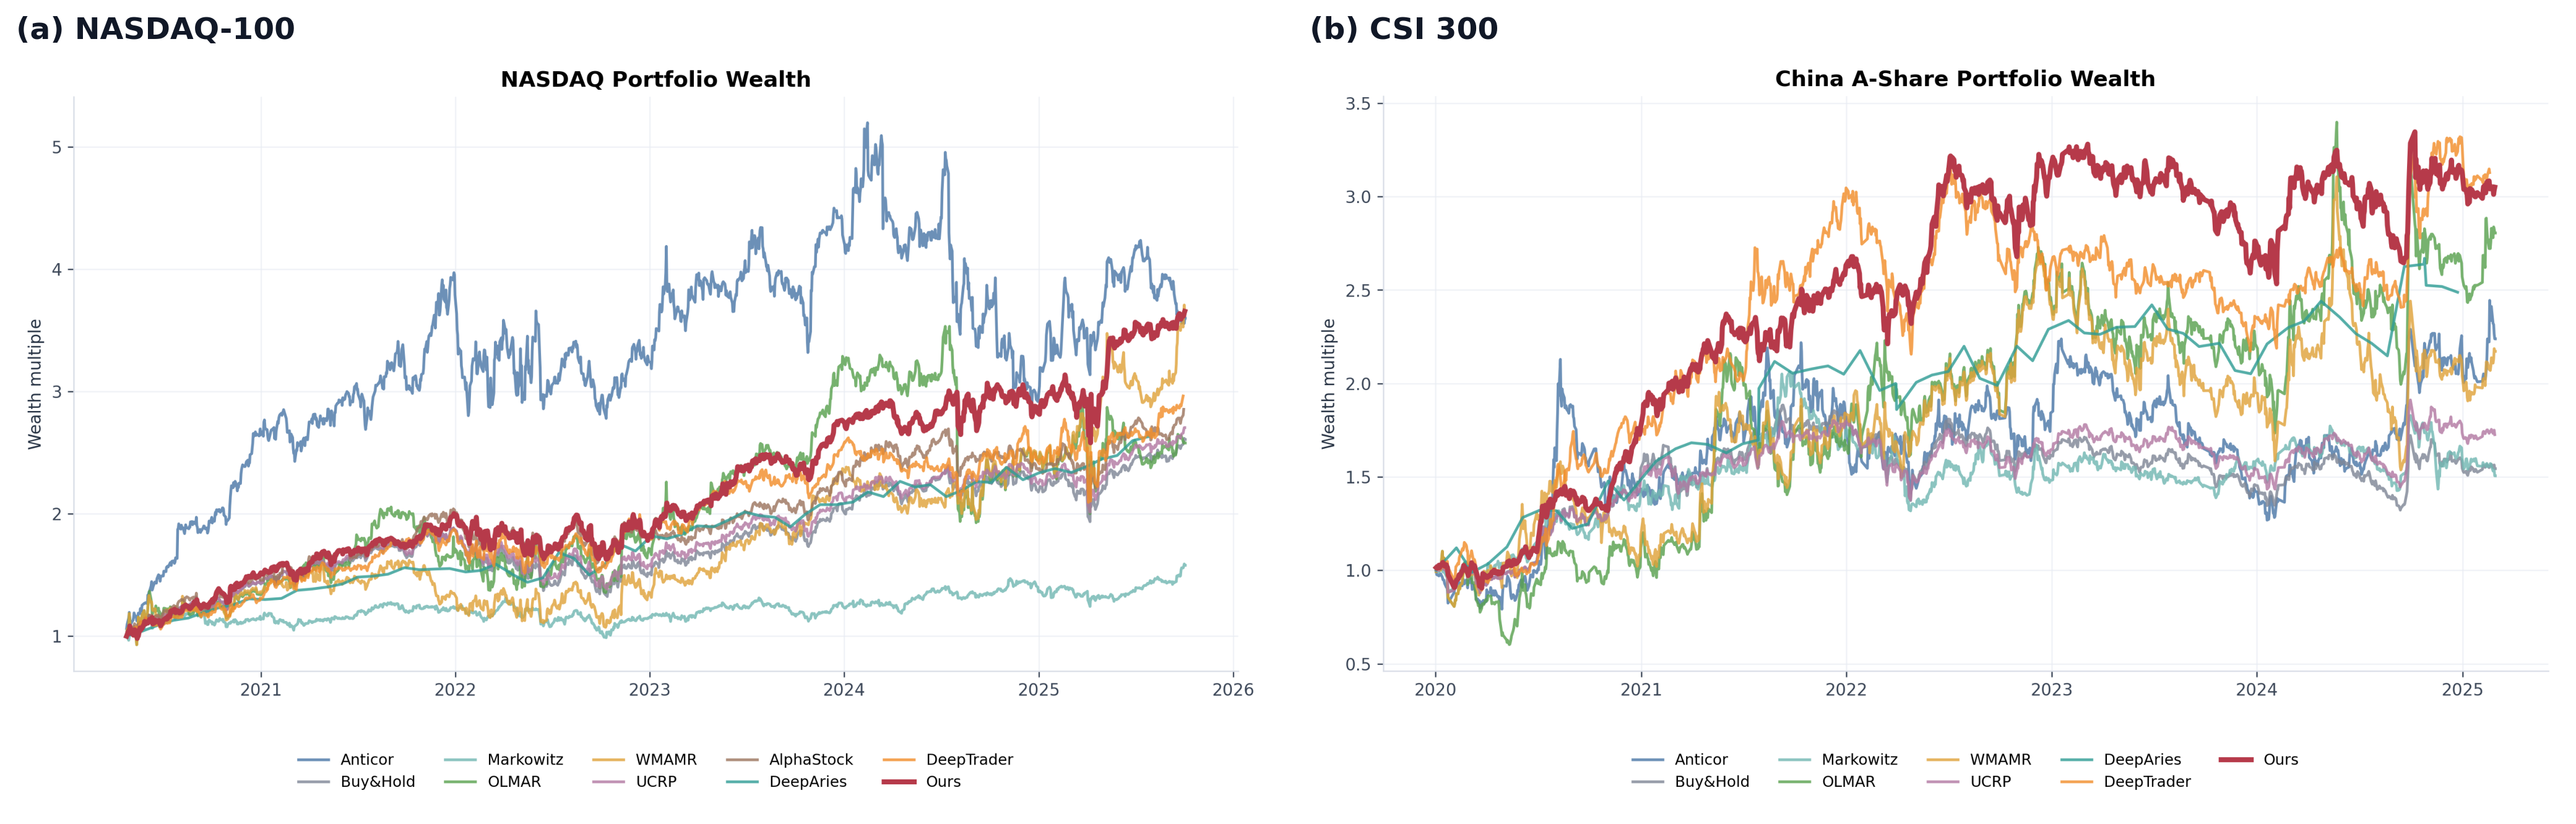 (a) NASDAQ-100
NASDAQ Portfolio Wealth
Wealth multiple
5
4
3
2
1
2021 2022 2023 2024 2025 2026
Anticor Markowitz WMAMR AlphaStock DeepTrader
Buy&Hold OLMAR UCRP DeepAries Ours
(b) CSI 300
China A-Share Portfolio Wealth
Wealth multiple
3.5
3.0
2.5
2.0
1.5
1.0
0.5
2020 2021 2022 2023 2024 2025
Anticor Markowitz WMAMR DeepAries Ours
Buy&Hold OLMAR UCRP DeepTrader